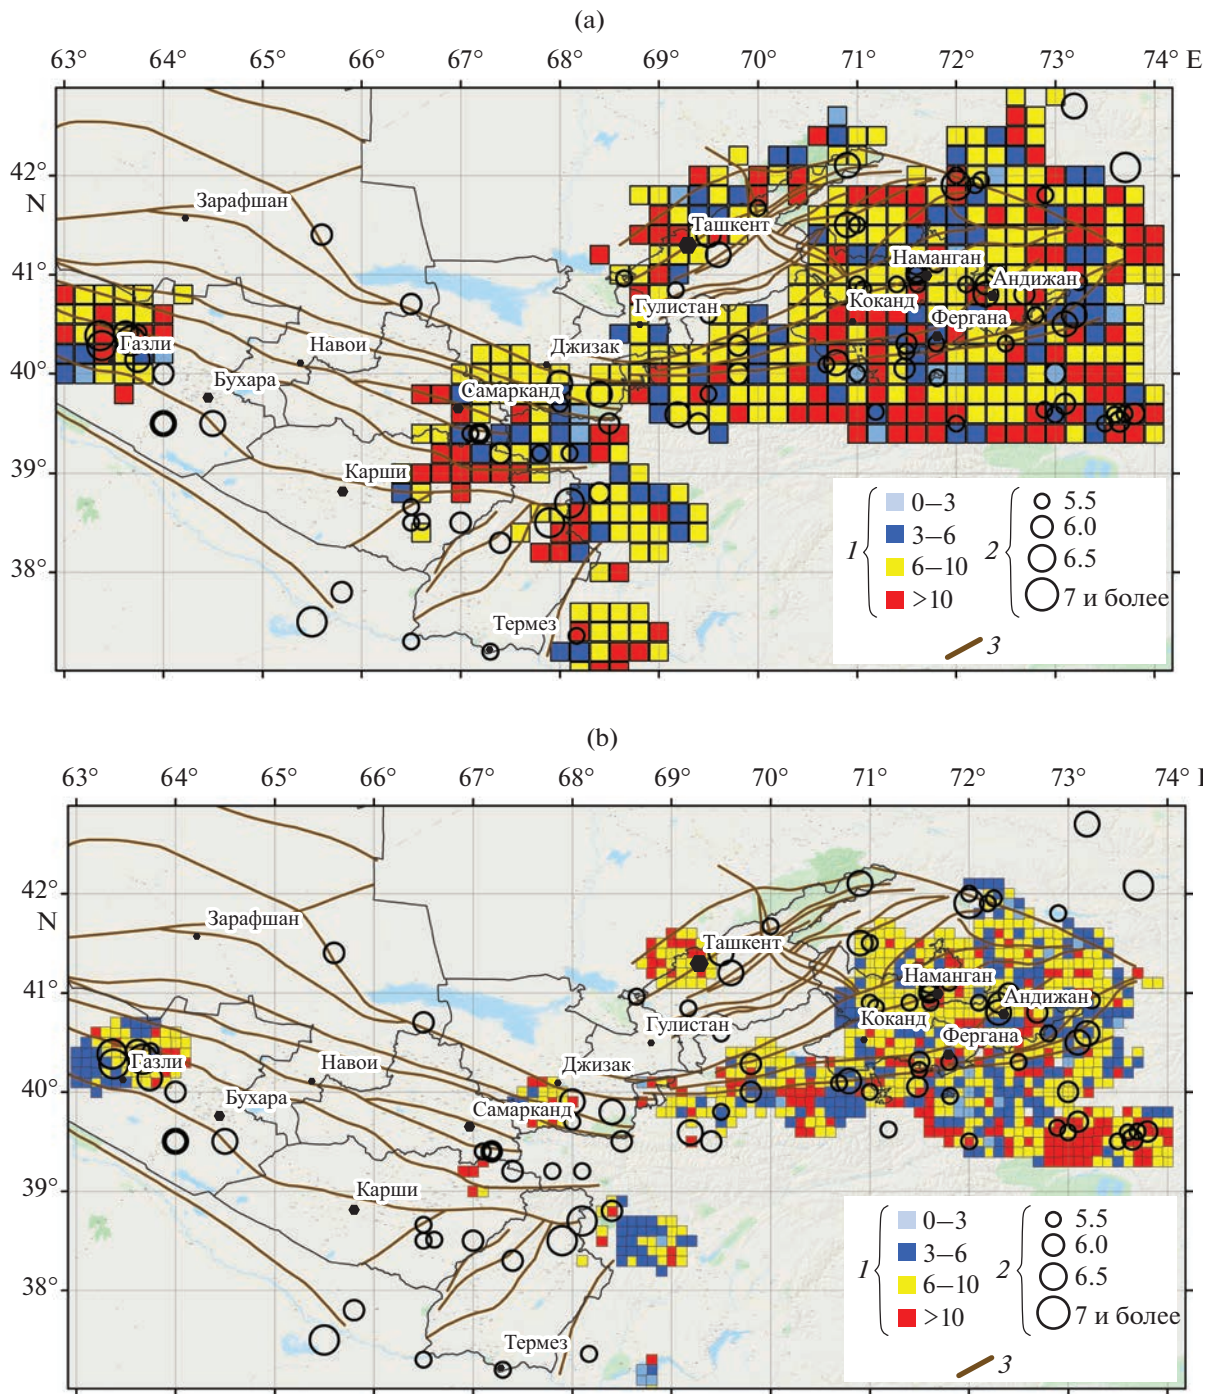 (a)
63° 64° 65° 66° 67° 68° 69° 70° 71° 72° 73° 74° E
42°
N
41°
40°
39°
38°
Зарафшан
Ташкент
Наманган
Андижан
Гулистан
Коканд
Фергана
Газли
Навои
Джизак
Бухара
Самарканд
Карши
Термез
1
0–3
3–6
6–10
>10
2
5.5
6.0
6.5
7 и более
3
(b)
63° 64° 65° 66° 67° 68° 69° 70° 71° 72° 73° 74°
42°
N
41°
40°
39°
38°
Зарафшан
Ташкент
Наманган
Андижан
Гулистан
Коканд
Фергана
Газли
Навои
Джизак
Бухара
Самарканд
Карши
Термез
1
0–3
3–6
6–10
>10
2
5.5
6.0
6.5
7 и более
3